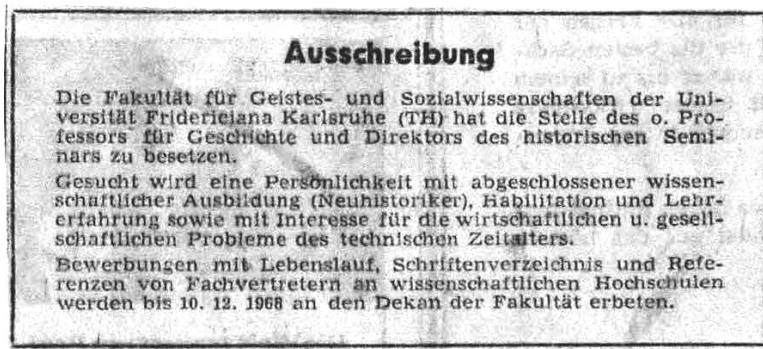 Ausschreibung
Die Fakultät für Geistes- und Sozialwissenschaften der Uni-
versität Fridericiana Karlsruhe (TH) hat die Stelle des o. Pro-
fessors für Geschichte und Direktors des historischen Semi-
nars zu besetzen.
Gesucht wird eine Persönlichkeit mit abgeschlossener wissen-
schaftlicher Ausbildung (Neuhistoriker), Habilitation und Lehr-
erfahrung sowie mit Interesse für die wirtschaftlichen u. gesell-
schaftlichen Probleme des technischen Zeitalters.
Bewerbungen mit Lebenslauf, Schriftenverzeichnis und Refe-
renzen von Fachvertretern an wissenschaftlichen Hochschulen
werden bis 10. 12. 1968 an den Dekan der Fakultät erbeten.